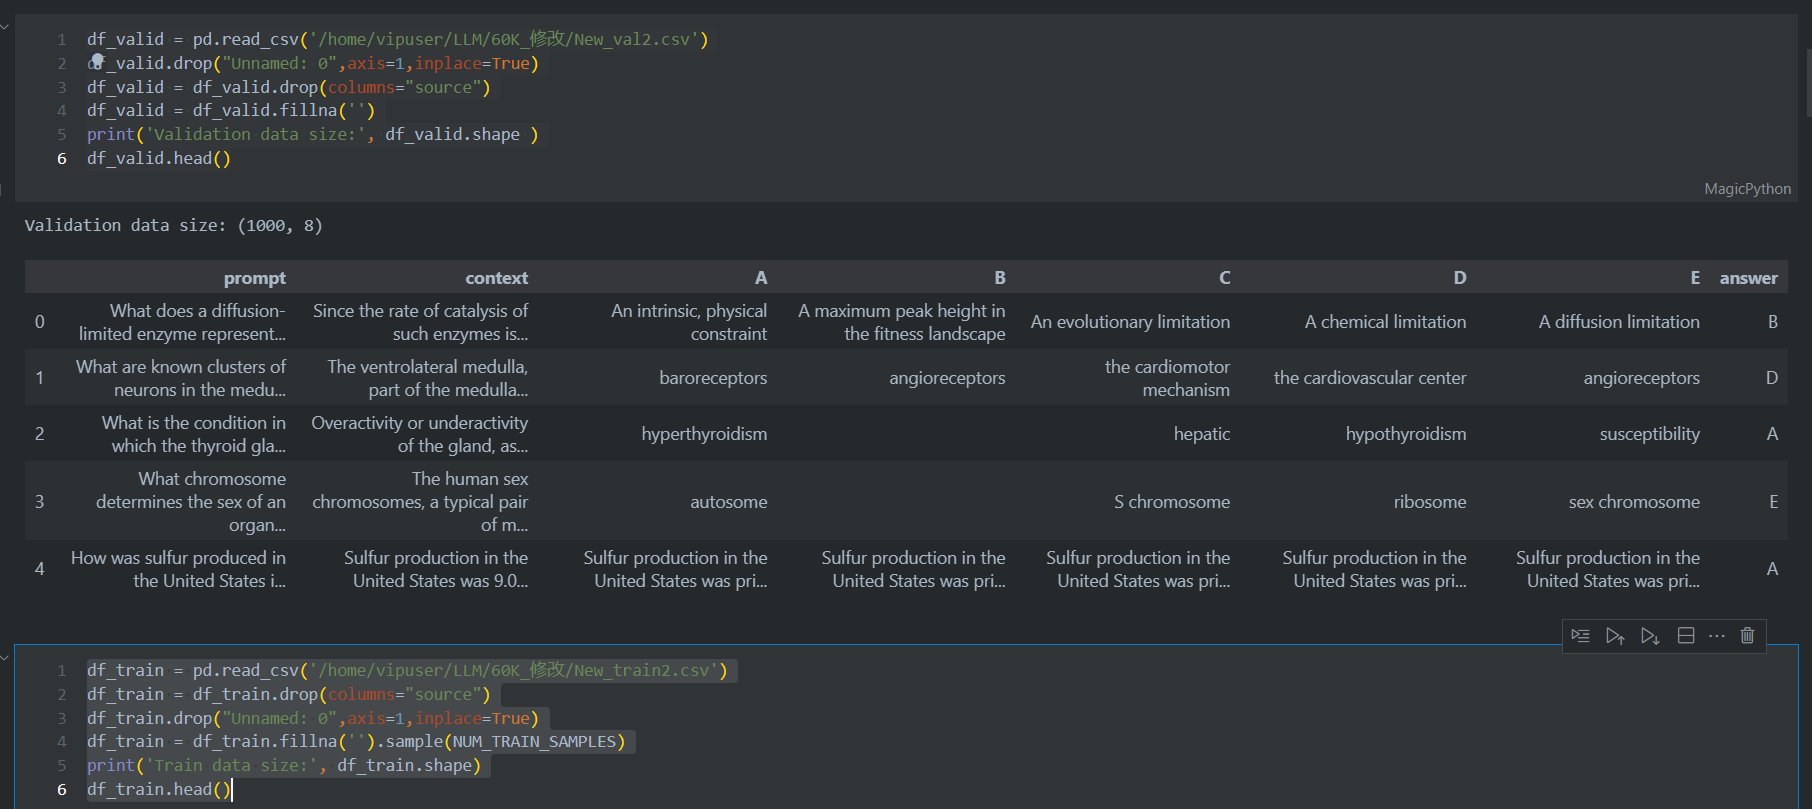 1 df_valid = pd.read_csv('/home/vipuser/LLM/60K_修改/New_val2.csv')
2 df_valid.drop("Unnamed: 0",axis=1,inplace=True)
3 df_valid = df_valid.drop(columns="source")
4 df_valid = df_valid.fillna('')
5 print('Validation data size:', df_valid.shape )
6 df_valid.head()
MagicPython
Validation data size: (1000, 8)
prompt context A B C D E answer
0 What does a diffusion-limited enzyme represent... Since the rate of catalysis of such enzymes is... An intrinsic, physical constraint A maximum peak height in the fitness landscape An evolutionary limitation A chemical limitation A diffusion limitation B
1 What are known clusters of neurons in the medu... The ventrolateral medulla, part of the medulla... baroreceptors angioreceptors the cardiomotor mechanism the cardiovascular center angioreceptors D
2 What is the condition in which the thyroid gla... Overactivity or underactivity of the gland, as... hyperthyroidism hepatic hypothyroidism susceptibility A
3 What chromosome determines the sex of an organ... The human sex chromosomes, a typical pair of m... autosome S chromosome ribosome sex chromosome E
4 How was sulfur produced in the United States i... Sulfur production in the United States was 9.0... Sulfur production in the United States was pri... Sulfur production in the United States was pri... Sulfur production in the United States was pri... Sulfur production in the United States was pri... Sulfur production in the United States was pri... A
1 df_train = pd.read_csv('/home/vipuser/LLM/60K_修改/New_train2.csv')
2 df_train = df_train.drop(columns="source")
3 df_train.drop("Unnamed: 0",axis=1,inplace=True)
4 df_train = df_train.fillna('').sample(NUM_TRAIN_SAMPLES)
5 print('Train data size:', df_train.shape)
6 df_train.head()